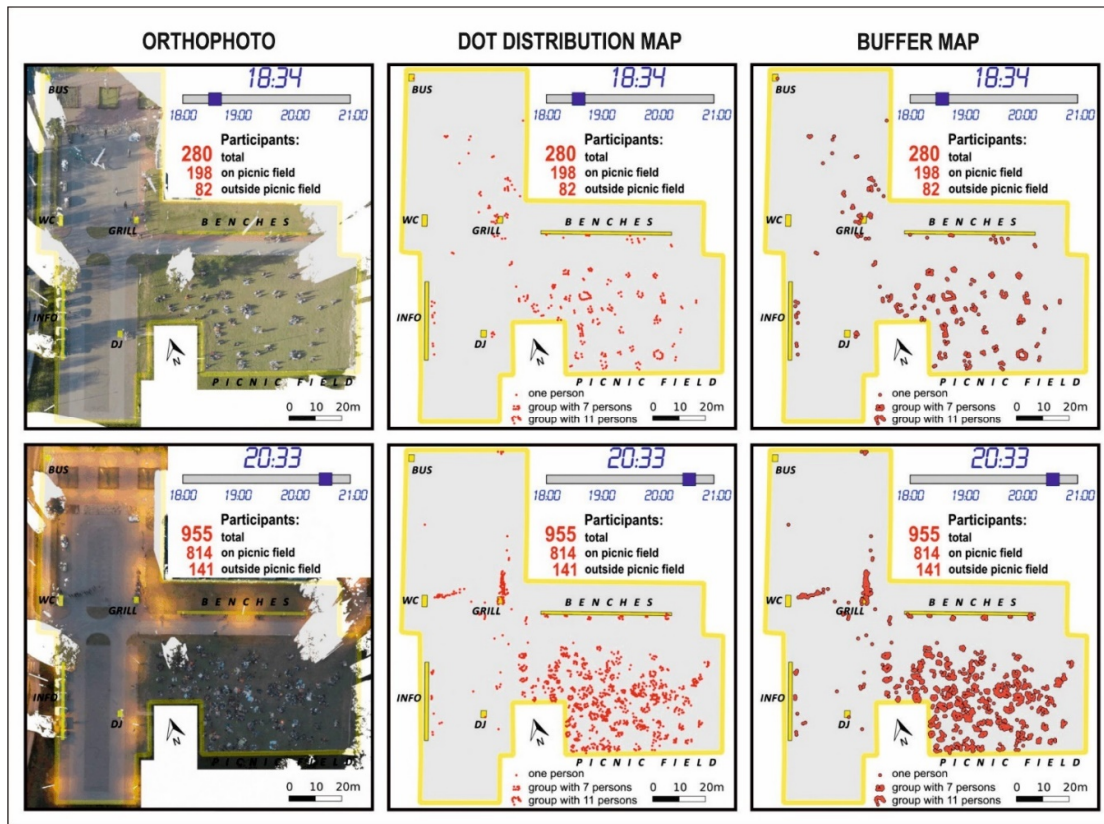 ORTHOPHOTO
DOT DISTRIBUTION MAP
BUFFER MAP
18:34
BUS
18:00 19:00 20:00 21:00
Participants:
280 total
198 on picnic field
82 outside picnic field
WC
GRILL
BENCHES
INFO
DJ
N
PICNIC FIELD
0 10 20m
18:34
BUS
18:00 19:00 20:00 21:00
Participants:
280 total
198 on picnic field
82 outside picnic field
WC
GRILL
BENCHES
INFO
DJ
N
PICNIC FIELD
one person
group with 7 persons
group with 11 persons
0 10 20m
18:34
BUS
18:00 19:00 20:00 21:00
Participants:
280 total
198 on picnic field
82 outside picnic field
WC
GRILL
BENCHES
INFO
DJ
N
PICNIC FIELD
one person
group with 7 persons
group with 11 persons
0 10 20m
20:33
BUS
18:00 19:00 20:00 21:00
Participants:
955 total
814 on picnic field
141 outside picnic field
WC
GRILL
BENCHES
INFO
DJ
N
PICNIC FIELD
0 10 20m
20:33
BUS
18:00 19:00 20:00 21:00
Participants:
955 total
814 on picnic field
141 outside picnic field
WC
GRILL
BENCHES
INFO
DJ
N
PICNIC FIELD
one person
group with 7 persons
group with 11 persons
0 10 20m
20:33
BUS
18:00 19:00 20:00 21:00
Participants:
955 total
814 on picnic field
141 outside picnic field
WC
GRILL
BENCHES
INFO
DJ
N
PICNIC FIELD
one person
group with 7 persons
group with 11 persons
0 10 20m